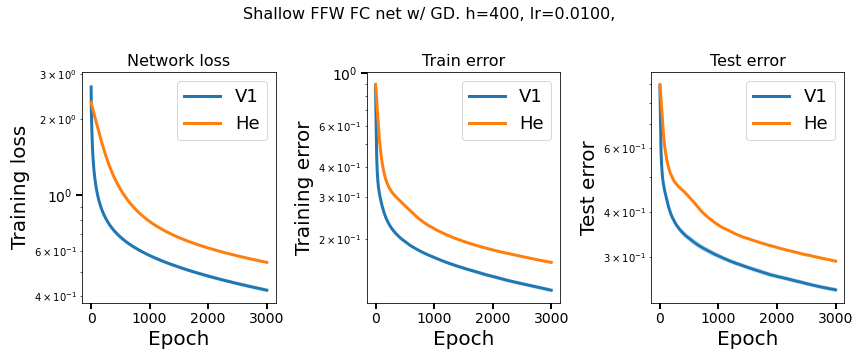 Shallow FFW FC net w/ GD. h=400, lr=0.0100,
Network loss
Training loss
3 × 10⁰
2 × 10⁰
10⁰
6 × 10⁻¹
4 × 10⁻¹
V1
He
0 1000 2000 3000
Epoch
Train error
Training error
10⁰
6 × 10⁻¹
4 × 10⁻¹
3 × 10⁻¹
2 × 10⁻¹
V1
He
0 1000 2000 3000
Epoch
Test error
Test error
6 × 10⁻¹
4 × 10⁻¹
3 × 10⁻¹
V1
He
0 1000 2000 3000
Epoch